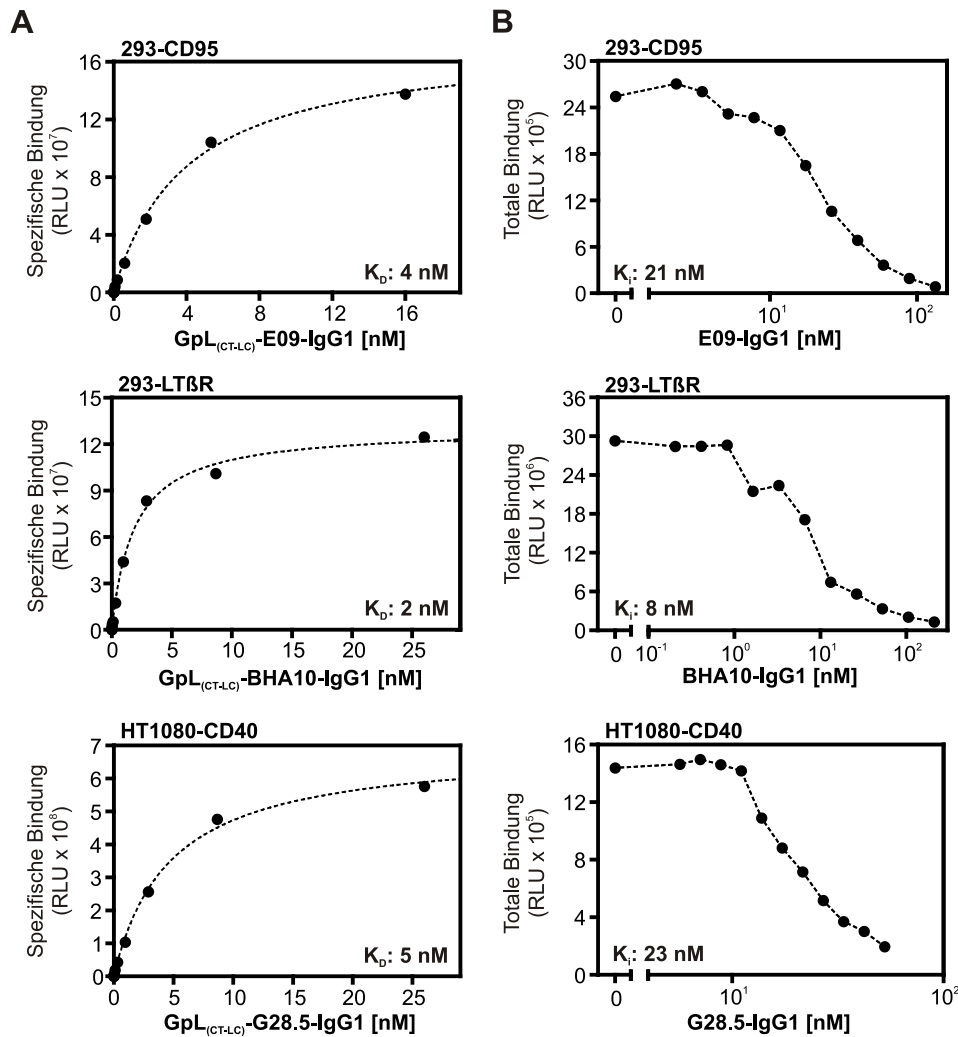 A
B
293-CD95
Spezifische Bindung
(RLU x 10⁷)
16
12
8
4
0
K_D: 4 nM
0 4 8 12 16
GpL(CT-LC)-E09-IgG1 [nM]
293-CD95
Totale Bindung
(RLU x 10⁵)
30
24
18
12
6
0
K_i: 21 nM
0 10¹ 10²
E09-IgG1 [nM]
293-LTßR
Spezifische Bindung
(RLU x 10⁷)
15
12
9
6
3
0
K_D: 2 nM
0 5 10 15 20 25
GpL(CT-LC)-BHA10-IgG1 [nM]
293-LTßR
Totale Bindung
(RLU x 10⁶)
36
30
24
18
12
6
0
K_i: 8 nM
0 10⁻¹ 10⁰ 10¹ 10²
BHA10-IgG1 [nM]
HT1080-CD40
Spezifische Bindung
(RLU x 10⁸)
7
6
5
4
3
2
1
0
K_D: 5 nM
0 5 10 15 20 25
GpL(CT-LC)-G28.5-IgG1 [nM]
HT1080-CD40
Totale Bindung
(RLU x 10⁵)
16
12
8
4
0
K_i: 23 nM
0 10¹ 10²
G28.5-IgG1 [nM]